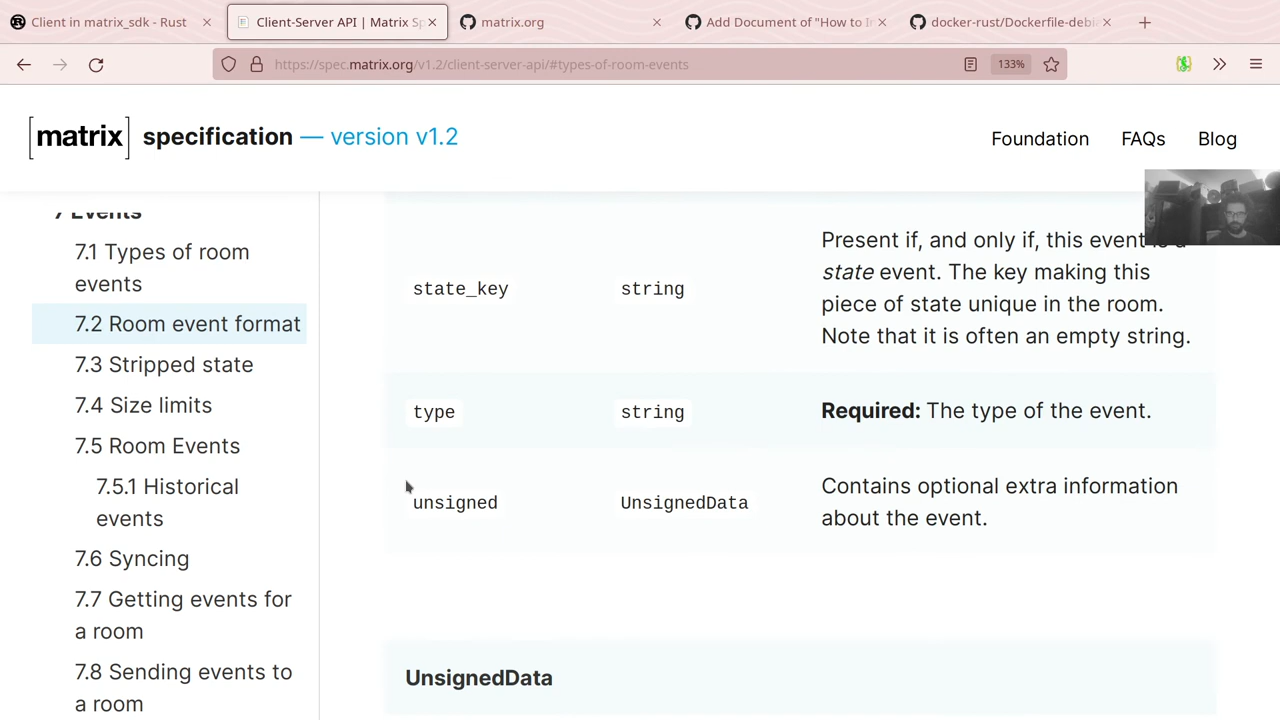 Client in matrix_sdk - Rust
Client-Server API | Matrix Sp
matrix.org
Add Document of "How to I
docker-rust/Dockerfile-debi
https://spec.matrix.org/v1.2/client-server-api/#types-of-room-events
133%
[matrix] specification — version v1.2
Foundation
FAQs
Blog
7 Events
7.1 Types of room
events
7.2 Room event format
7.3 Stripped state
7.4 Size limits
7.5 Room Events
7.5.1 Historical
events
7.6 Syncing
7.7 Getting events for
a room
7.8 Sending events to
a room
state_key
string
Present if, and only if, this event is a
state event. The key making this
piece of state unique in the room.
Note that it is often an empty string.
type
string
Required: The type of the event.
unsigned
UnsignedData
Contains optional extra information
about the event.
UnsignedData